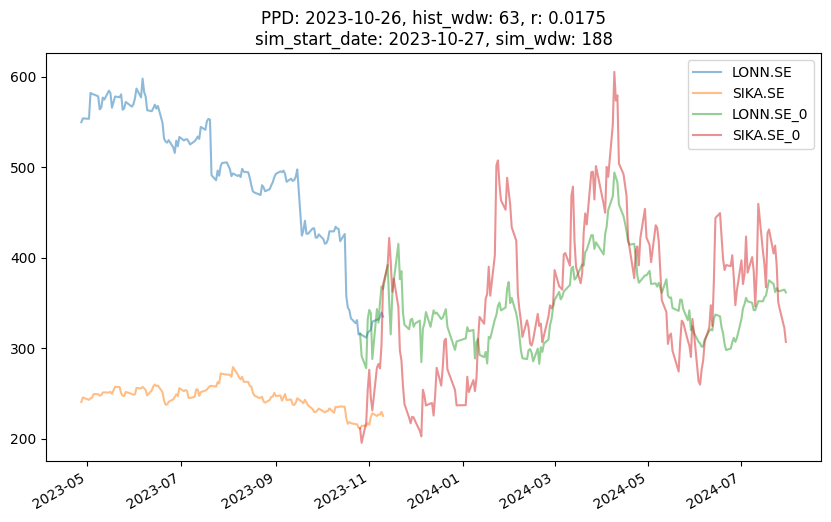 PPD: 2023-10-26, hist_wdw: 63, r: 0.0175
sim_start_date: 2023-10-27, sim_wdw: 188
LONN.SE
SIKA.SE
LONN.SE_0
SIKA.SE_0
600
500
400
300
200
2023-05
2023-07
2023-09
2023-11
2024-01
2024-03
2024-05
2024-07